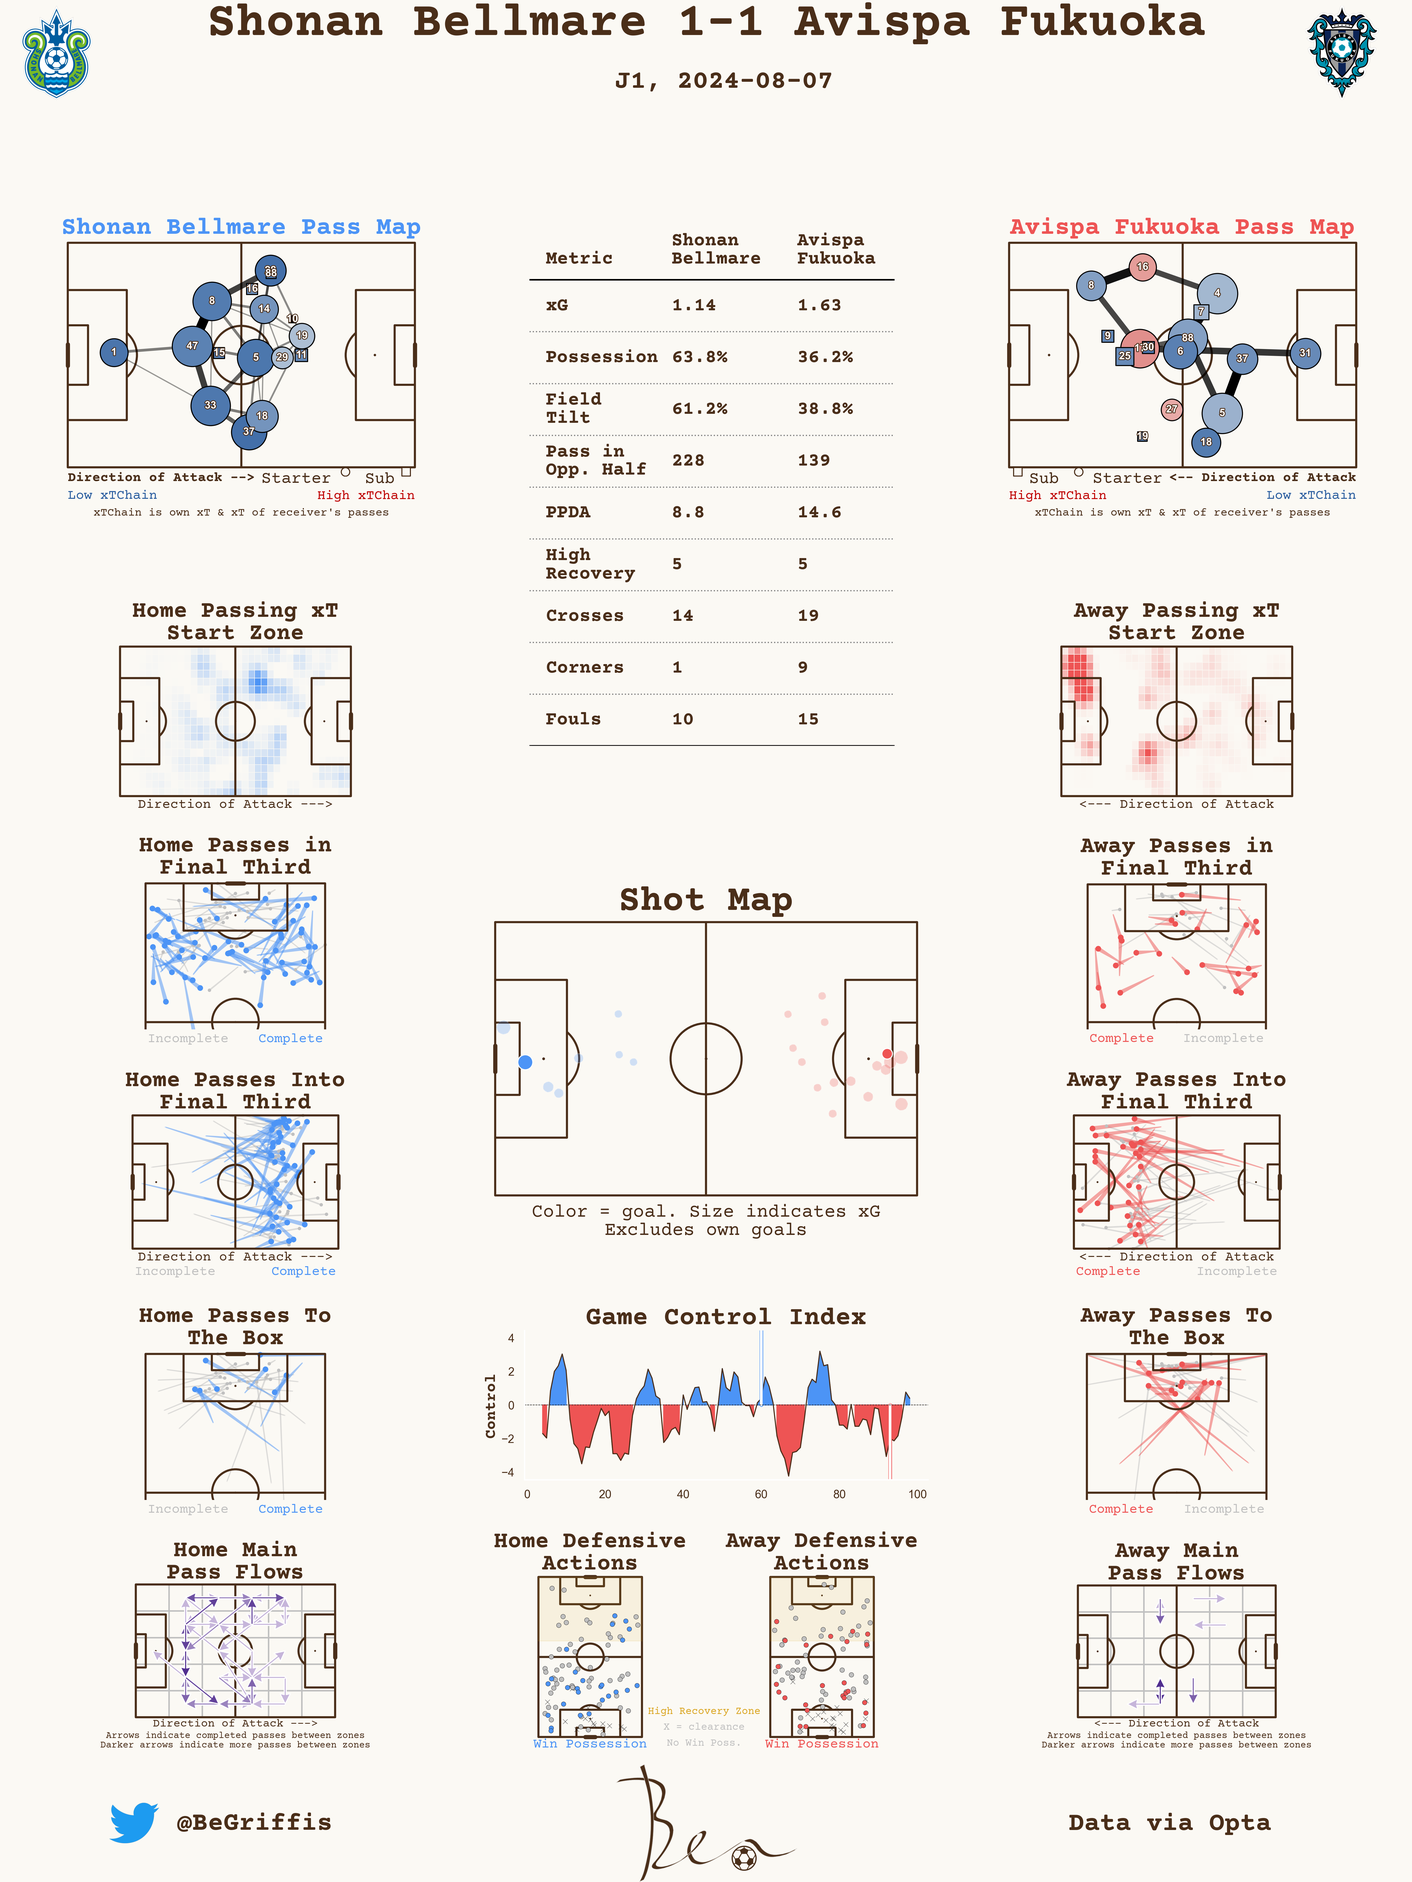 Shonan Bellmare 1-1 Avispa Fukuoka
J1, 2024-08-07
Shonan Bellmare Pass Map
1
47
8
33
15
5
14
16
88
10
19
29
11
18
37
Direction of Attack --> Starter Sub
Low xTChain High xTChain
xTChain is own xT & xT of receiver's passes
Metric Shonan Bellmare Avispa Fukuoka
xG 1.14 1.63
Possession 63.8% 36.2%
Field Tilt 61.2% 38.8%
Pass in Opp. Half 228 139
PPDA 8.8 14.6
High Recovery 5 5
Crosses 14 19
Corners 1 9
Fouls 10 15
Avispa Fukuoka Pass Map
16
8
4
7
9
25
30
88
6
37
31
27
5
19
18
Sub Starter <-- Direction of Attack
High xTChain Low xTChain
xTChain is own xT & xT of receiver's passes
Home Passing xT
Start Zone
Direction of Attack --->
Away Passing xT
Start Zone
<--- Direction of Attack
Home Passes in
Final Third
Incomplete Complete
Away Passes in
Final Third
Complete Incomplete
Shot Map
Color = goal. Size indicates xG
Excludes own goals
Home Passes Into
Final Third
Direction of Attack --->
Incomplete Complete
Away Passes Into
Final Third
<--- Direction of Attack
Complete Incomplete
Home Passes To
The Box
Incomplete Complete
Game Control Index
Control
4
2
0
−2
−4
0 20 40 60 80 100
Away Passes To
The Box
Complete Incomplete
Home Main
Pass Flows
Direction of Attack --->
Arrows indicate completed passes between zones
Darker arrows indicate more passes between zones
Home Defensive
Actions
Win Possession
High Recovery Zone
X = clearance
No Win Poss.
Away Defensive
Actions
Win Possession
Away Main
Pass Flows
<--- Direction of Attack
Arrows indicate completed passes between zones
Darker arrows indicate more passes between zones
@BeGriffis
Ben
Data via Opta